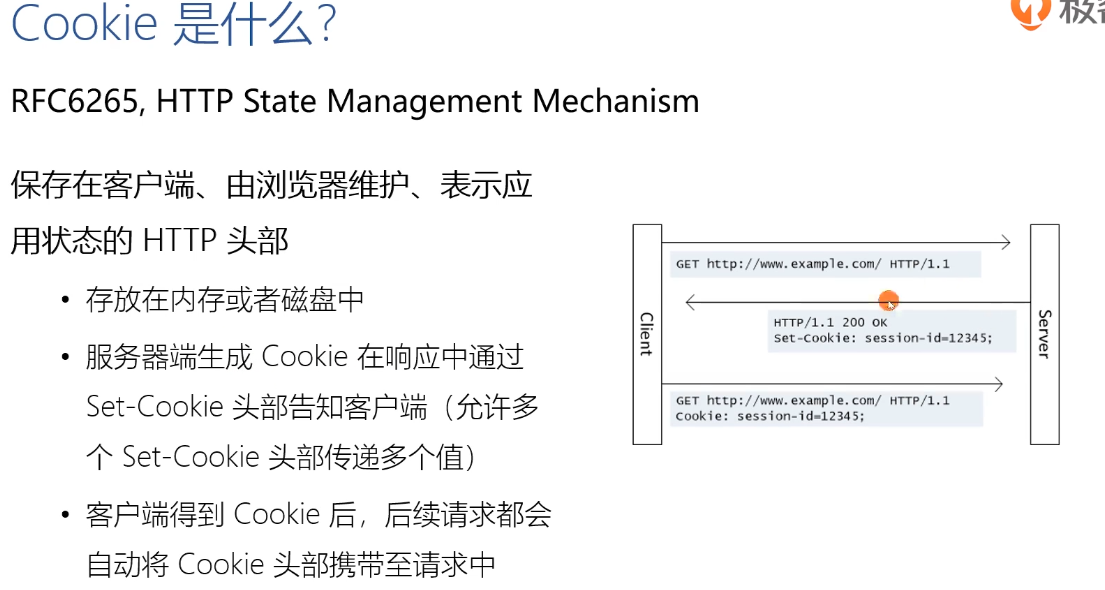 Cookie 是什么?
极客
RFC6265, HTTP State Management Mechanism
保存在客户端、由浏览器维护、表示应
用状态的 HTTP 头部
• 存放在内存或者磁盘中
• 服务器端生成 Cookie 在响应中通过
Set-Cookie 头部告知客户端（允许多
个 Set-Cookie 头部传递多个值）
• 客户端得到 Cookie 后，后续请求都会
自动将 Cookie 头部携带至请求中
Client
GET http://www.example.com/ HTTP/1.1
HTTP/1.1 200 OK
Set-Cookie: session-id=12345;
GET http://www.example.com/ HTTP/1.1
Cookie: session-id=12345;
Server